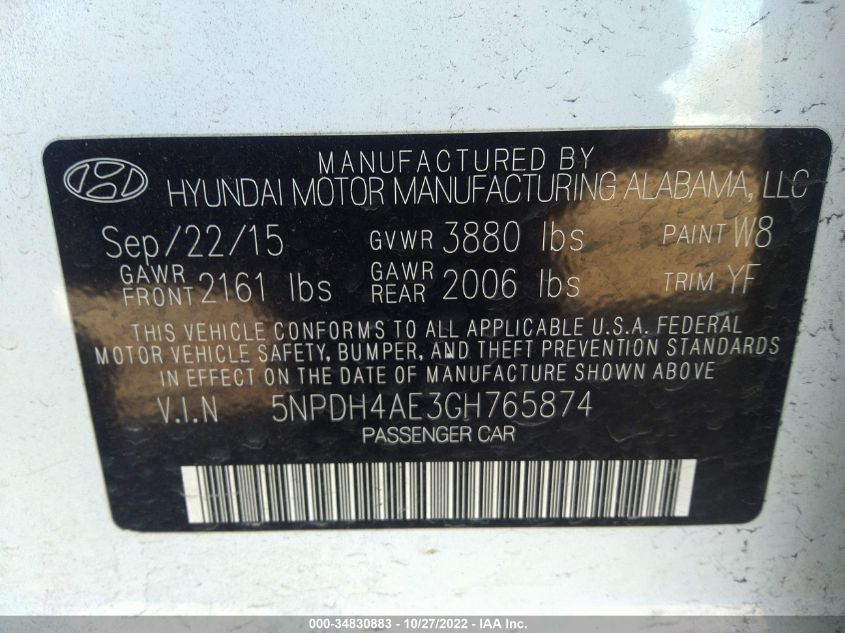 MANUFACTURED BY
HYUNDAI MOTOR MANUFACTURING ALABAMA, LLC
Sep/22/15 GVWR 3880 lbs PAINT W8
GAWR FRONT 2161 lbs GAWR REAR 2006 lbs TRIM YF
THIS VEHICLE CONFORMS TO ALL APPLICABLE U.S.A. FEDERAL
MOTOR VEHICLE SAFETY, BUMPER, AND THEFT PREVENTION STANDARDS
IN EFFECT ON THE DATE OF MANUFACTURE SHOWN ABOVE
V.I.N 5NPDH4AE3GH765874
PASSENGER CAR
000-34830883 - 10/27/2022 - IAA Inc.